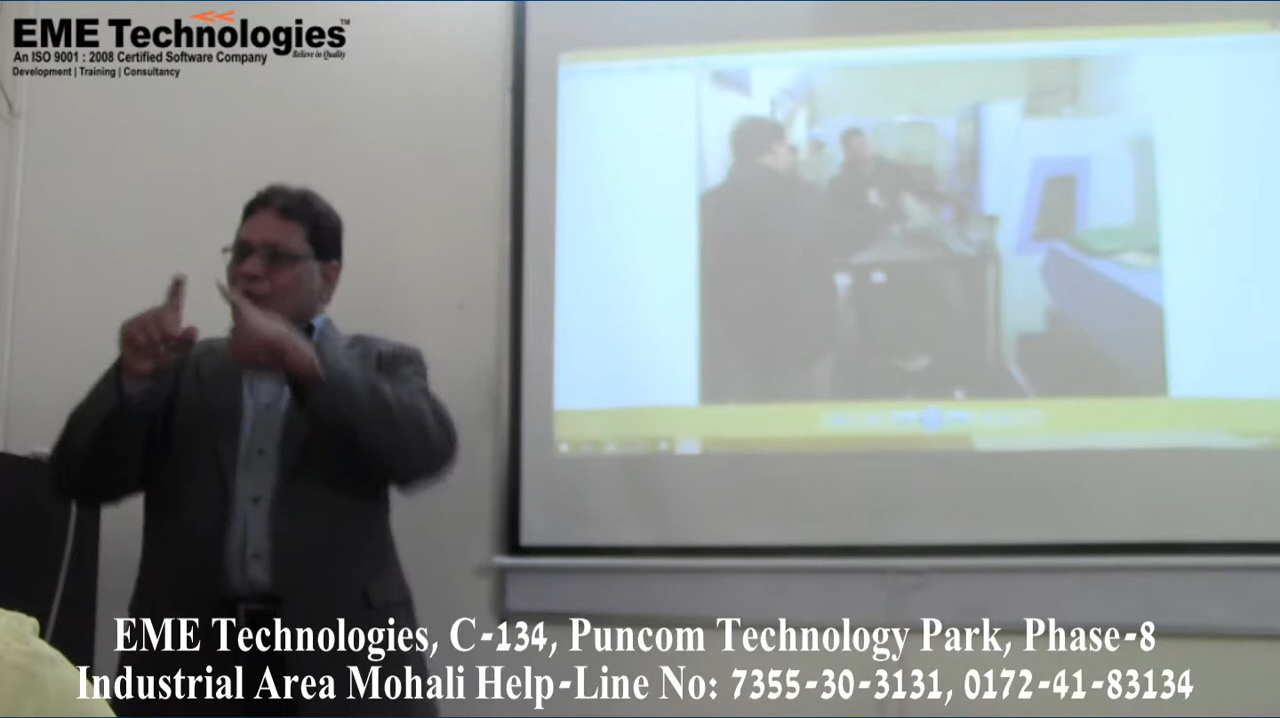 EME Technologies™
Believe in Quality
An ISO 9001 : 2008 Certified Software Company
Development | Training | Consultancy
EME Technologies, C-134, Puncom Technology Park, Phase-8
Industrial Area Mohali Help-Line No: 7355-30-3131, 0172-41-83134